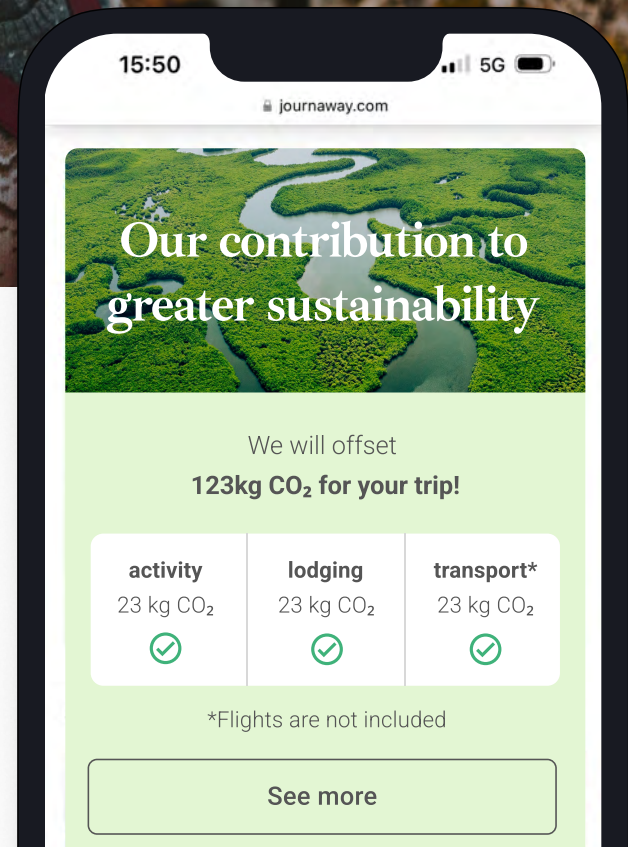 15:50 5G
journaway.com
Our contribution to
greater sustainability
We will offset
123kg CO₂ for your trip!
activity lodging transport*
23 kg CO₂ 23 kg CO₂ 23 kg CO₂
*Flights are not included
See more